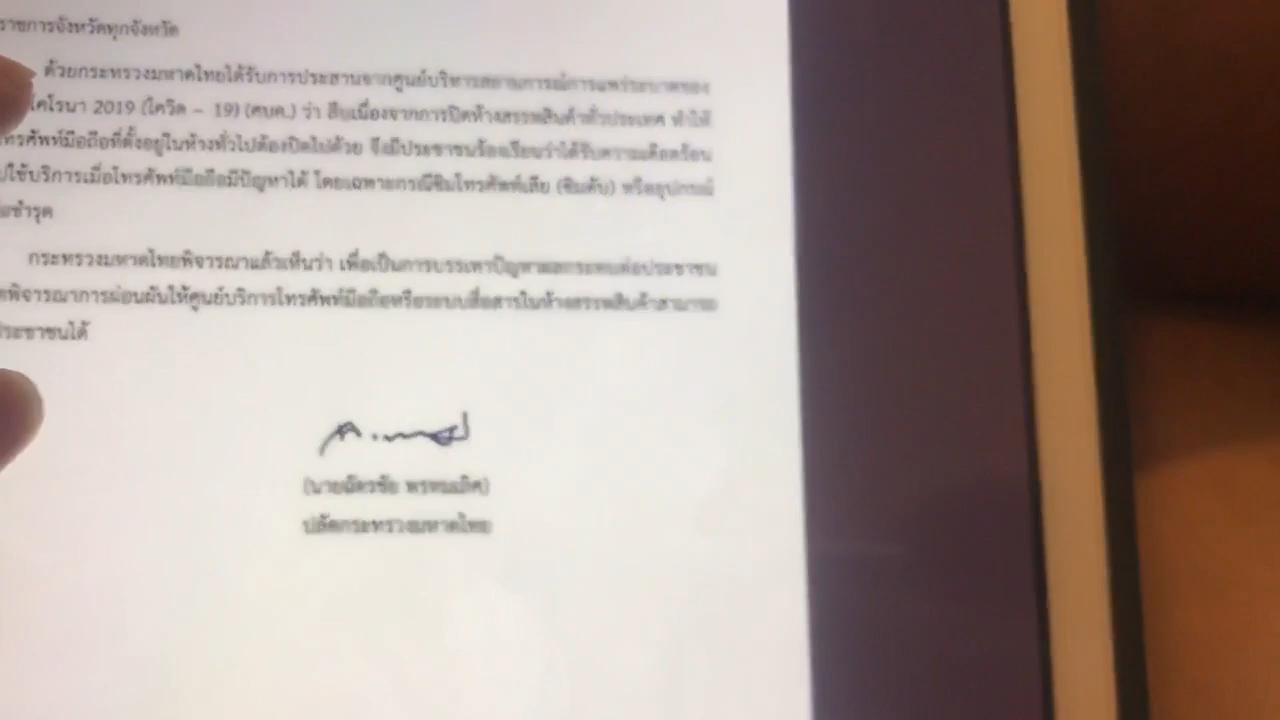 ราชการจังหวัดทุกจังหวัด
ด้วยกระทรวงมหาดไทยได้รับการประสานจากศูนย์บริหารสถานการณ์การแพร่ระบาดของ
โคโรนา 2019 (โควิด – 19) (ศบค.) ว่า สืบเนื่องจากการปิดห้างสรรพสินค้าทั่วประเทศ ทำให้
โทรศัพท์มือถือที่ตั้งอยู่ในห้างทั่วไปต้องปิดไปด้วย จึงมีประชาชนร้องเรียนว่าได้รับความเดือดร้อน
ไปใช้บริการเมื่อโทรศัพท์มือถือมีปัญหาได้ โดยเฉพาะกรณีซิมโทรศัพท์เสีย (ซิมดับ) หรืออุปกรณ์
ชำรุด
กระทรวงมหาดไทยพิจารณาแล้วเห็นว่า เพื่อเป็นการบรรเทาปัญหาผลกระทบต่อประชาชน
พิจารณาการผ่อนผันให้ศูนย์บริการโทรศัพท์มือถือหรือระบบสื่อสารในห้างสรรพสินค้าสามารถ
ประชาชนได้
(นายฉัตรชัย พรหมเลิศ)
ปลัดกระทรวงมหาดไทย